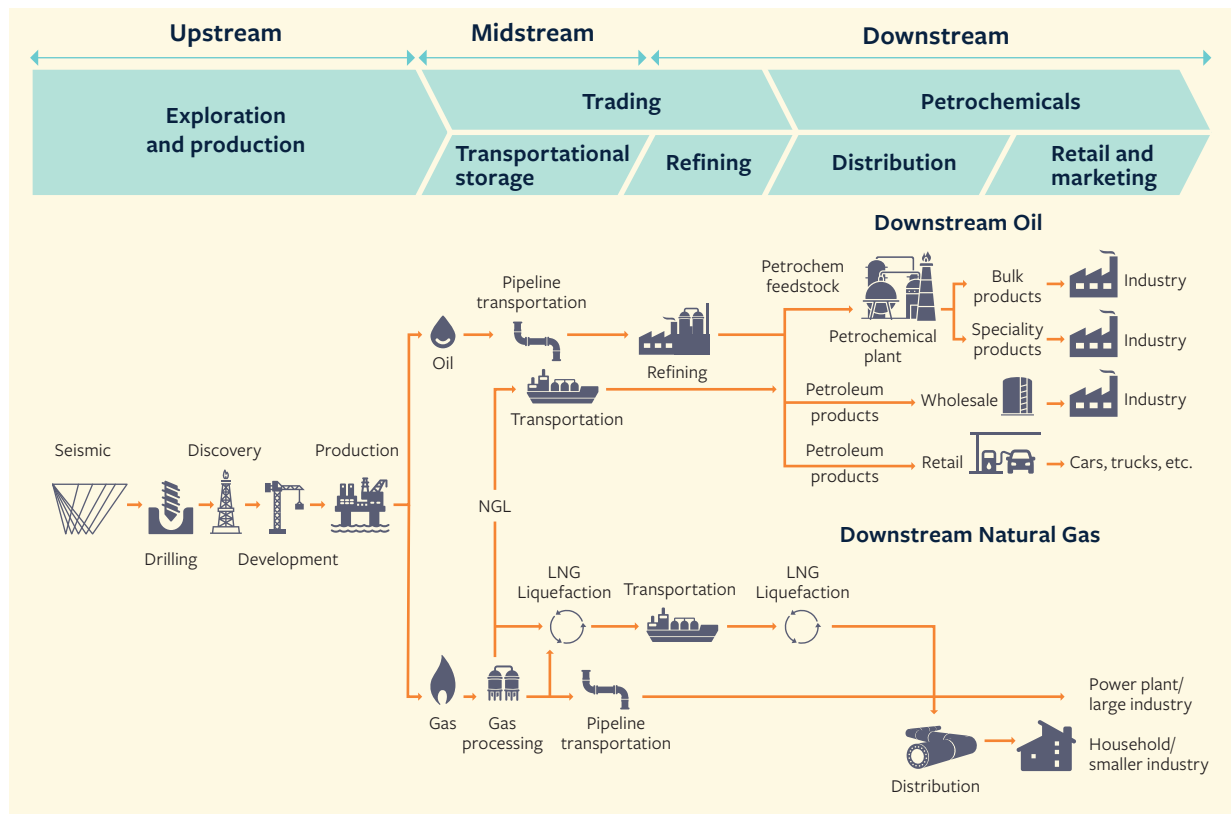 Upstream
Midstream
Downstream
Exploration
and production
Trading
Petrochemicals
Transportational
storage
Refining
Distribution
Retail and
marketing
Downstream Oil
Petrochem
feedstock
Pipeline
transportation
Bulk
products
Industry
Oil
Refining
Petrochemical
plant
Speciality
products
Industry
Transportation
Petroleum
products
Wholesale
Industry
Seismic
Discovery
Production
Petroleum
products
Retail
Cars, trucks, etc.
NGL
Drilling
Development
Downstream Natural Gas
LNG
Liquefaction
Transportation
LNG
Liquefaction
Gas
Gas
processing
Pipeline
transportation
Power plant/
large industry
Distribution
Household/
smaller industry